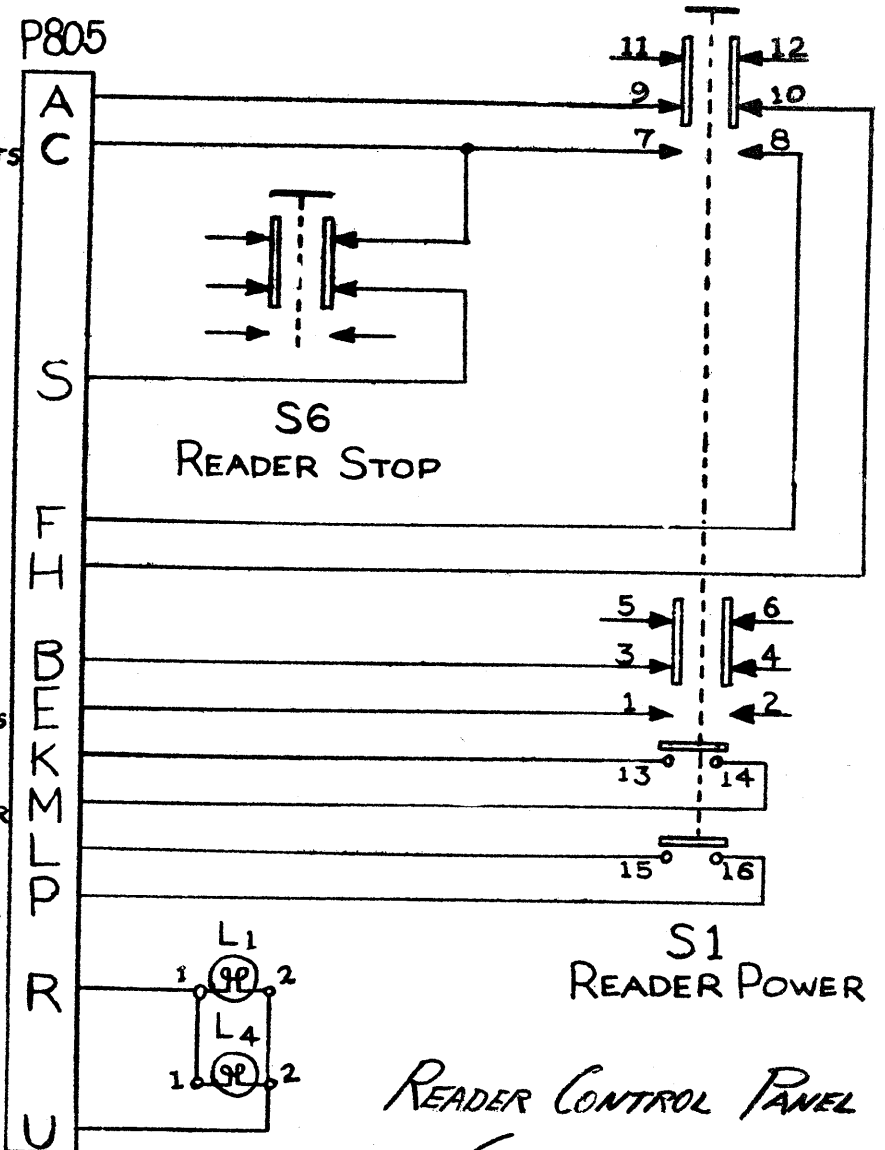 P805
11 12
A 9 10
C 7 8
S
S6
READER STOP
F
H
5 6
B 3 4
E 1 2
K 13 14
M
L 15 16
P
S1
READER POWER
L1
R 1 2
L4
1 2
READER CONTROL PANEL
U